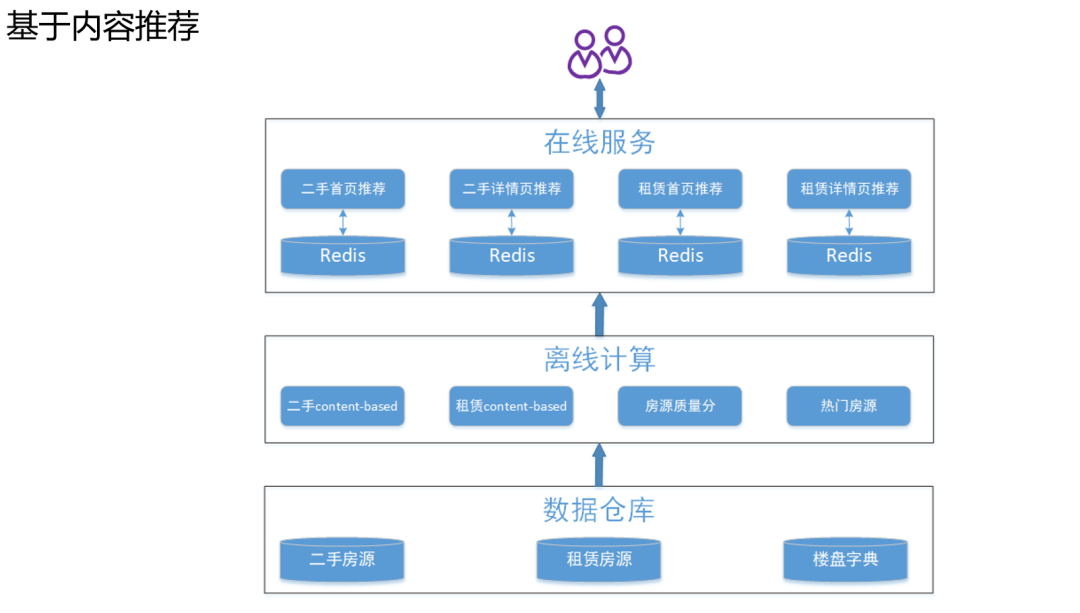 基于内容推荐
在线服务
二手首页推荐
二手详情页推荐
租赁首页推荐
租赁详情页推荐
Redis
Redis
Redis
Redis
离线计算
二手content-based
租赁content-based
房源质量分
热门房源
数据仓库
二手房源
租赁房源
楼盘字典